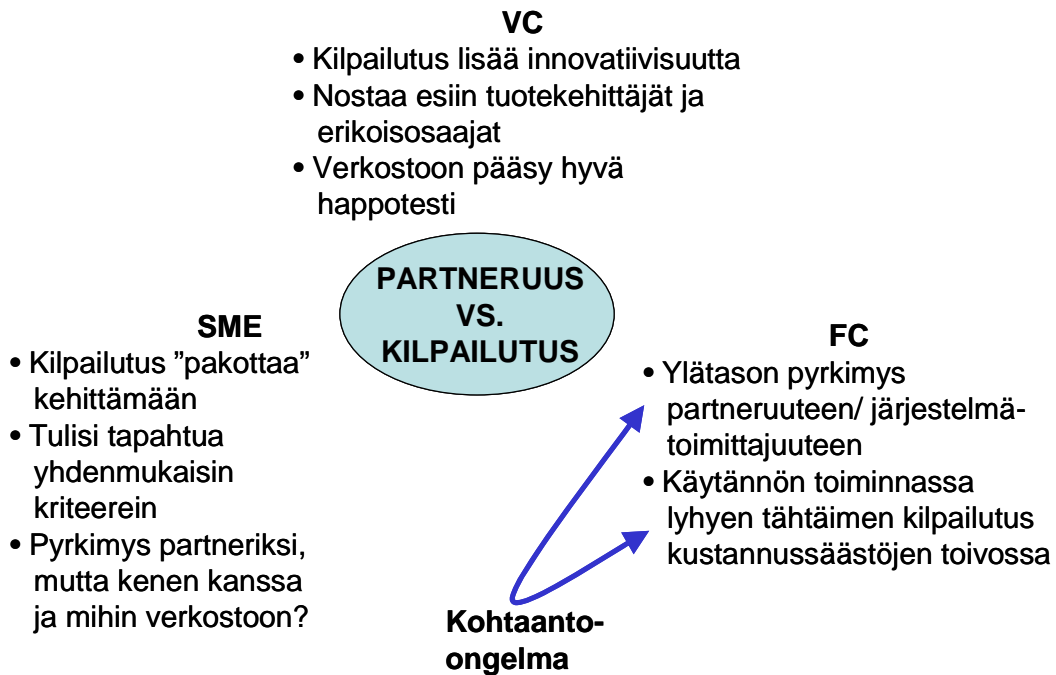 VC
• Kilpailutus lisää innovatiivisuutta
• Nostaa esiin tuotekehittäjät ja
erikoisosaajat
• Verkostoon pääsy hyvä
happotesti
PARTNERUUS
VS.
KILPAILUTUS
SME
• Kilpailutus ”pakottaa”
kehittämään
• Tulisi tapahtua
yhdenmukaisin
kriteerein
• Pyrkimys partneriksi,
mutta kenen kanssa
ja mihin verkostoon?
FC
• Ylätason pyrkimys
partneruuteen/ järjestelmä-
toimittajuuteen
• Käytännön toiminnassa
lyhyen tähtäimen kilpailutus
kustannussäästöjen toivossa
Kohtaanto-
ongelma